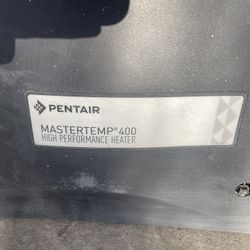 PENTAIR
MASTERTEMP®400
HIGH PERFORMANCE HEATER